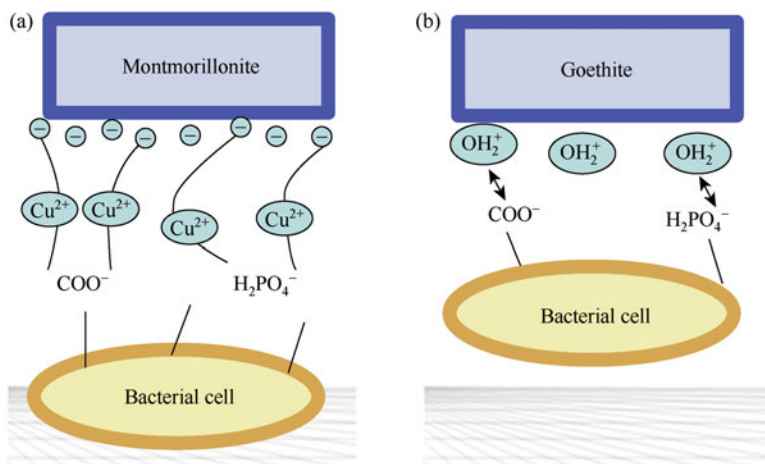 (a)
Montmorillonite
− − − − − − − −
Cu²⁺ Cu²⁺ Cu²⁺ Cu²⁺
COO⁻ H₂PO₄⁻
Bacterial cell
(b)
Goethite
OH₂⁺ OH₂⁺ OH₂⁺
COO⁻ H₂PO₄⁻
Bacterial cell